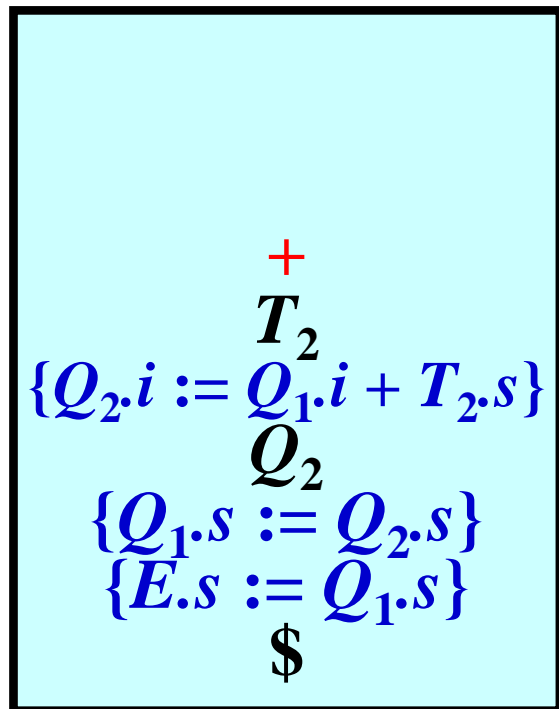 +
T₂
{Q₂.i := Q₁.i + T₂.s}
Q₂
{Q₁.s := Q₂.s}
{E.s := Q₁.s}
$